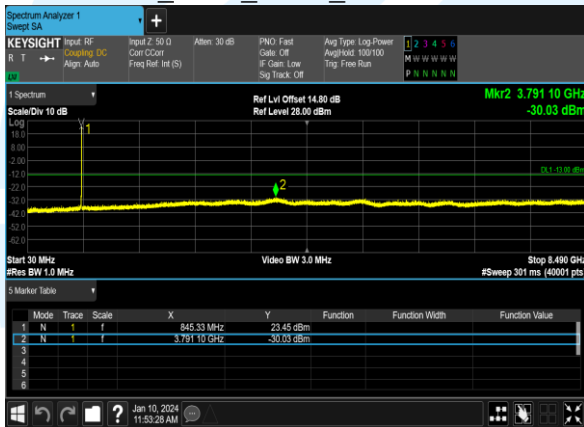 Spectrum Analyzer 1
Swept SA
KEYSIGHT Input: RF Input Z: 50 Ω Atten: 30 dB PNO: Fast Avg Type: Log-Power 1 2 3 4 5 6
R T Coupling: DC Corr CCorr Gate: Off Avg|Hold: 100/100 M W W W W W
Align: Auto Freq Ref: Int (S) IF Gain: Low Trig: Free Run
Sig Track: Off P N N N N N
1 Spectrum Ref Lvl Offset 14.80 dB Mkr2 3.791 10 GHz
Scale/Div 10 dB Ref Level 28.00 dBm -30.03 dBm
Log
18.0
8.00
-2.00
-12.0 DL1 -13.00 dBm
-22.0
-32.0
-42.0
-52.0
-62.0
1
2
Start 30 MHz Video BW 3.0 MHz Stop 8.490 GHz
#Res BW 1.0 MHz #Sweep 301 ms (40001 pts)
5 Marker Table
Mode Trace Scale X Y Function Function Width Function Value
1 N 1 f 845.33 MHz 23.45 dBm
2 N 1 f 3.791 10 GHz -30.03 dBm
3
4
5
6
? Jan 10, 2024
11:53:28 AM